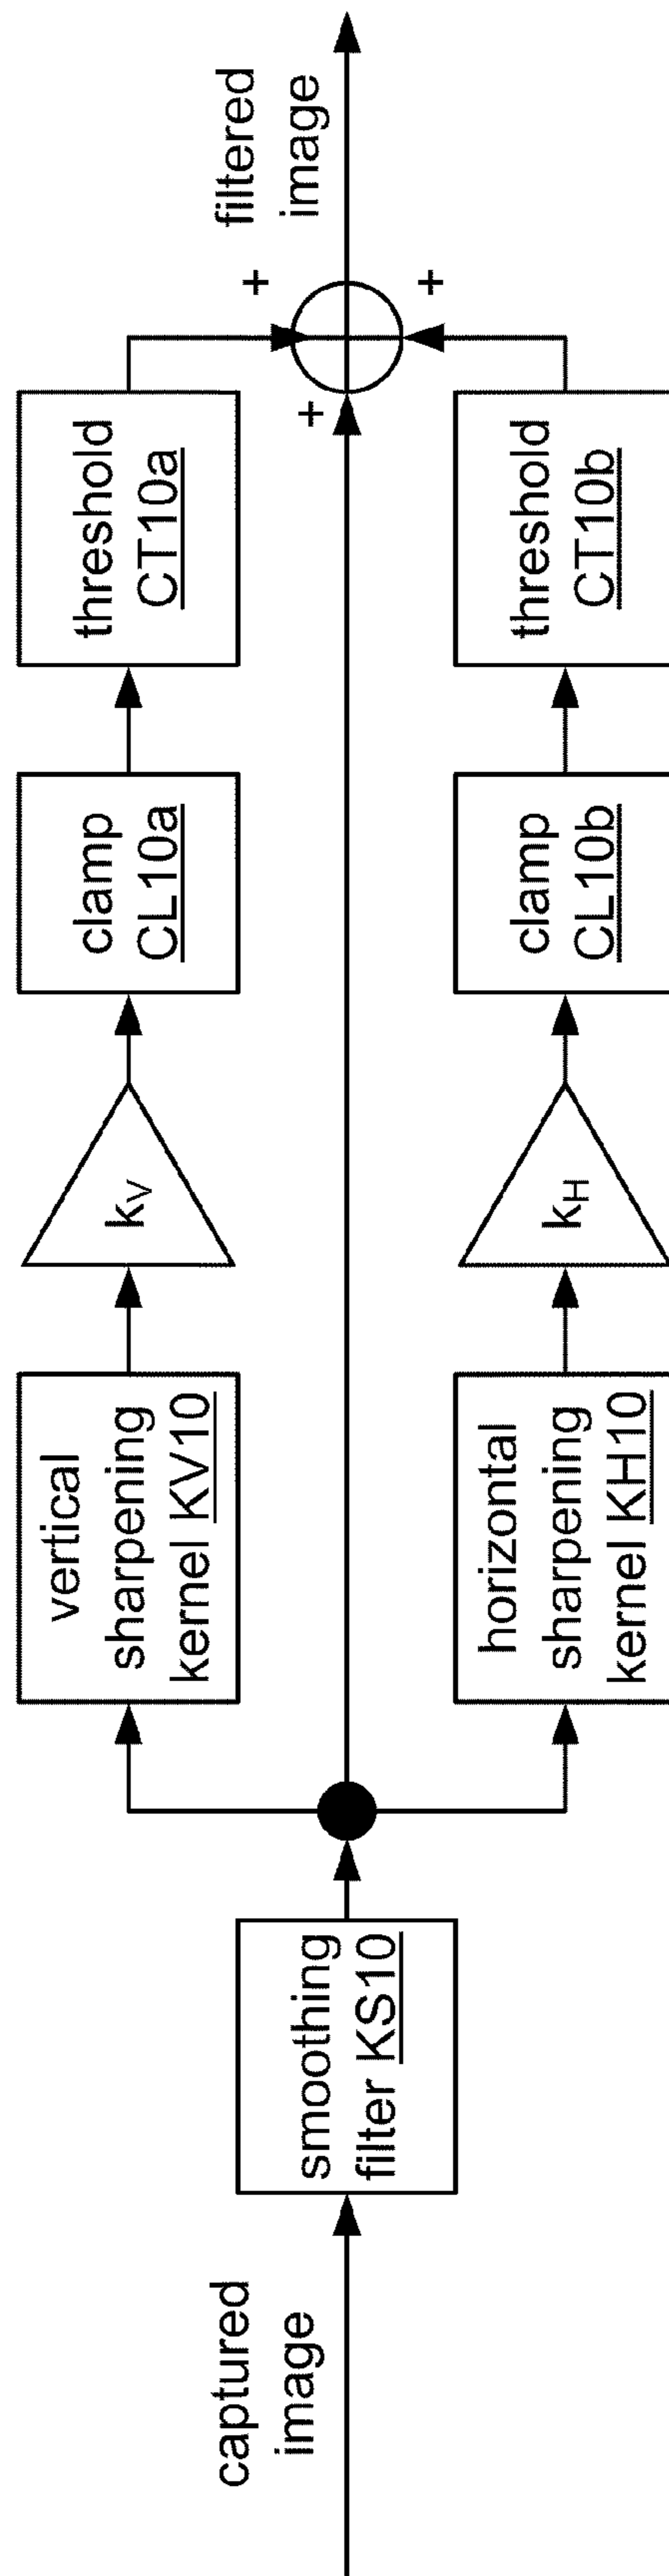 captured
image
smoothing
filter KS10
vertical
sharpening
kernel KV10
kV
clamp
CL10a
threshold
CT10a
horizontal
sharpening
kernel KH10
kH
clamp
CL10b
threshold
CT10b
+
+
+
filtered
image